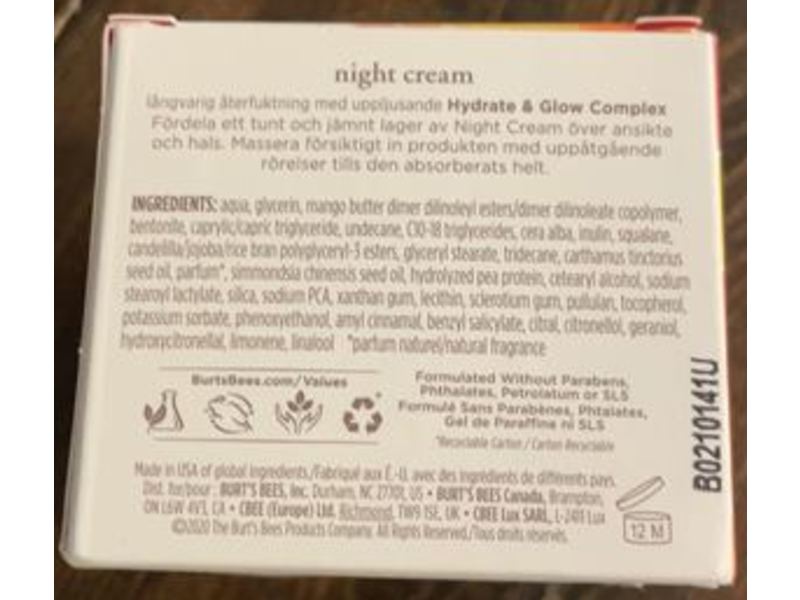 night cream
långvarig återfuktning med uppljusande Hydrate & Glow Complex
Fördela ett tunt och jämnt lager av Night Cream över ansikte
och hals. Massera försiktigt in produkten med uppåtgående
rörelser tills den absorberats helt.
INGREDIENTS: aqua, glycerin, mango butter dimer dilinoleyl esters/dimer dilinoleate copolymer,
bentonite, caprylic/capric triglyceride, undecane, C10-18 triglycerides, cera alba, inulin, squalane,
candelilla/jojoba/rice bran polyglyceryl-3 esters, glyceryl stearate, tridecane, carthamus tinctorius
seed oil, parfum*, simmondsia chinensis seed oil, hydrolyzed pea protein, cetearyl alcohol, sodium
stearoyl lactylate, silica, sodium PCA, xanthan gum, lecithin, sclerotium gum, pullulan, tocopherol,
potassium sorbate, phenoxyethanol, amyl cinnamal, benzyl salicylate, citral, citronellol, geraniol,
hydroxycitronellal, limonene, linalool *parfum naturel/natural fragrance
BurtsBees.com/Values
Formulated Without Parabens,
Phthalates, Petrolatum or SLS
Formulé Sans Parabènes, Phtalates,
Gel de Paraffine ni SLS
*Recyclable Carton / Carton Recyclable
Made in USA of global ingredients./Fabriqué aux É.-U. avec des ingrédients de différents pays.
Dist. for/pour : BURT'S BEES, Inc. Durham, NC 27701, US • BURT'S BEES Canada, Brampton,
ON L6W 4V1, CA • CBEE (Europe) Ltd. Richmond, TW9 1SE, UK • CBEE Lux SARL, L-2411 Lux
©2020 The Burt's Bees Products Company. All Rights Reserved./Tous droits réservés.
12 M
B0210141U